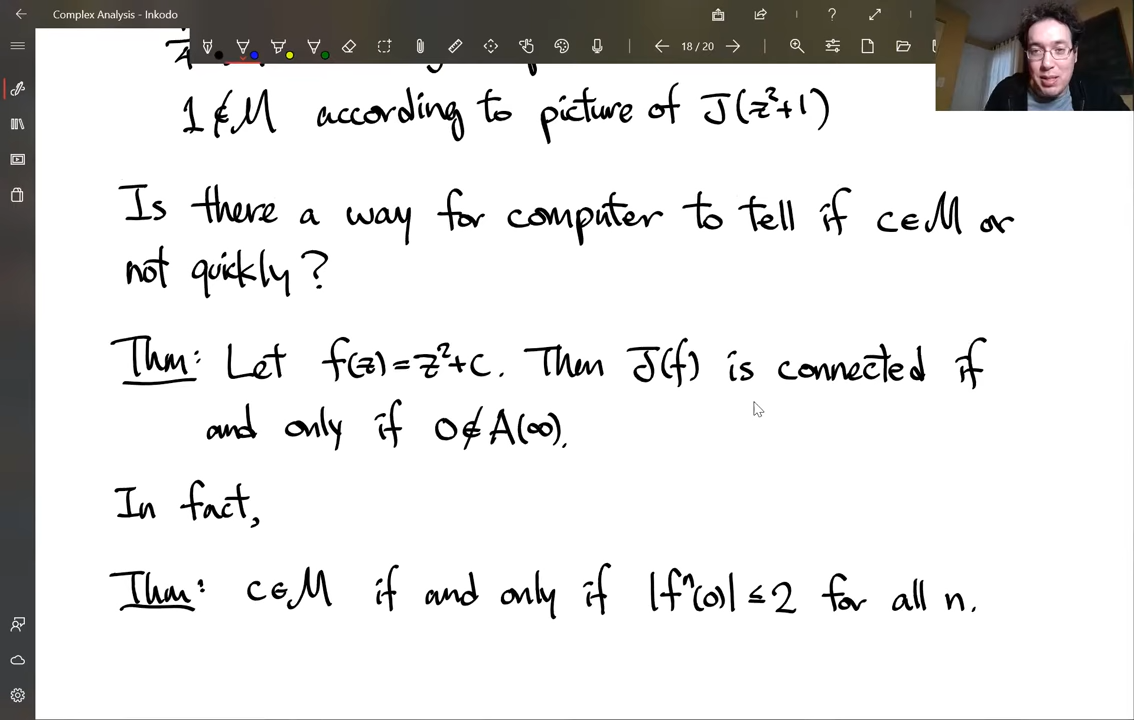 Complex Analysis - Inkodo
18 / 20
1 ∉ M according to picture of J(z²+1)
Is there a way for computer to tell if c∈M or
not quickly?
Thm: Let f(z)=z²+c. Then J(f) is connected if
and only if 0∉A(∞).
In fact,
Thm: c∈M if and only if |fⁿ(0)| ≤ 2 for all n.